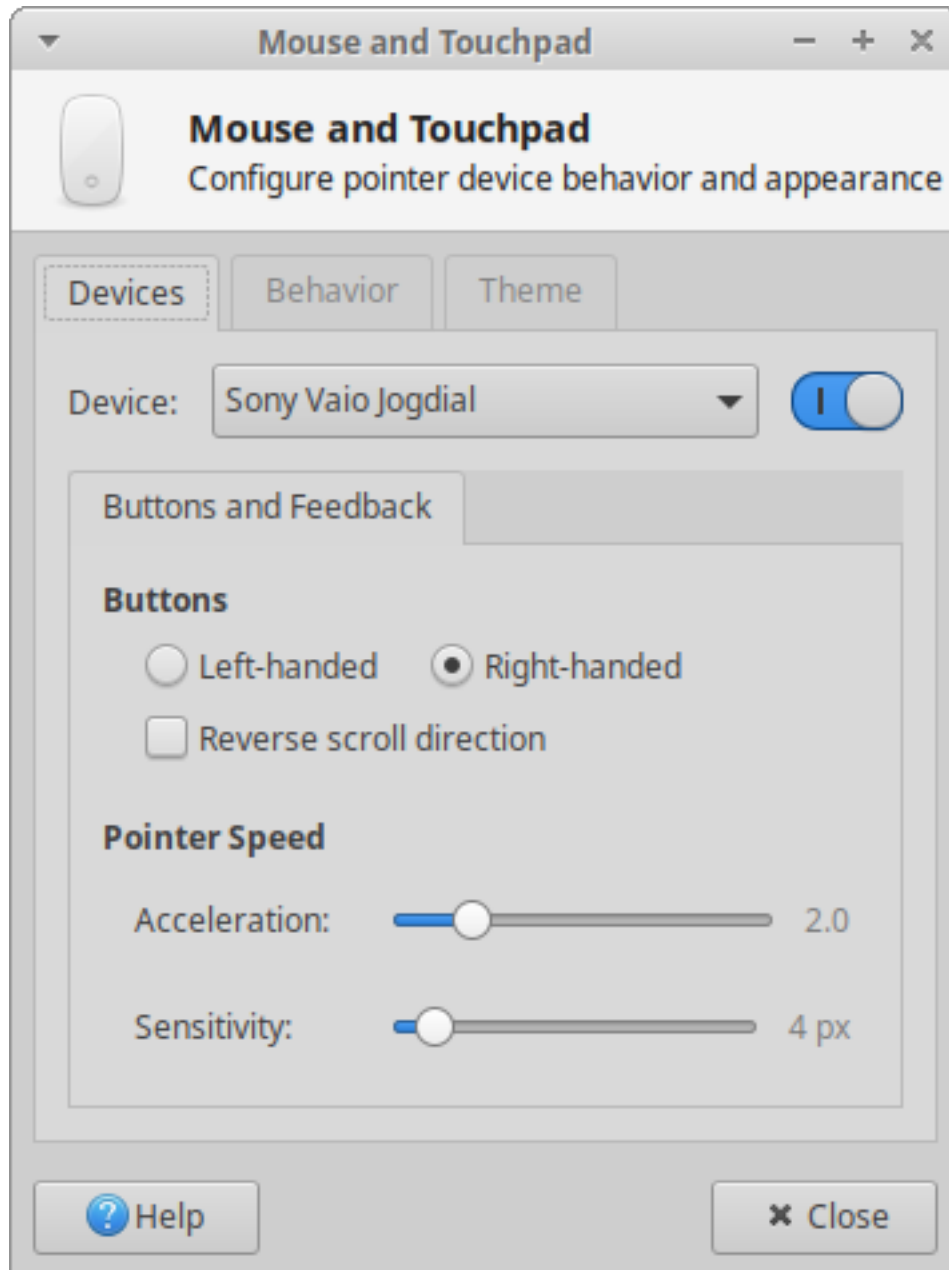 Mouse and Touchpad
Mouse and Touchpad
Configure pointer device behavior and appearance
Devices Behavior Theme
Device: Sony Vaio Jogdial
Buttons and Feedback
Buttons
Left-handed Right-handed
Reverse scroll direction
Pointer Speed
Acceleration: 2.0
Sensitivity: 4 px
Help Close